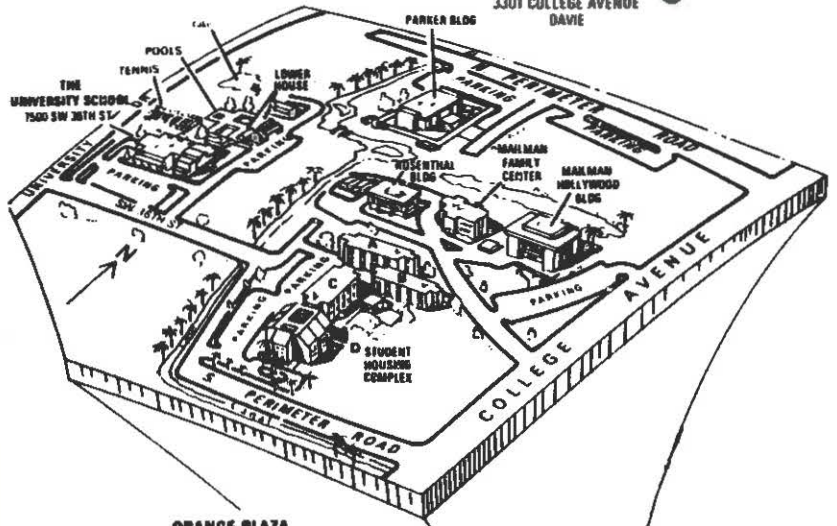 3301 COLLEGE AVENUE
DAVIE
PARKER BLDG
POOLS
TENNIS
LOWER
HOUSE
THE
UNIVERSITY SCHOOL
7500 SW 36TH ST
PARKING
PERIMETER ROAD
PARKING
PARKING
UNIVERSITY
PARKING
SW 36TH ST
ROSENTHAL
BLDG
MAILMAN
FAMILY
CENTER
MAILMAN
HOLLYWOOD
BLDG
N
PARKING
PARKING
A
B
C
D
STUDENT
HOUSING
COMPLEX
PARKING
COLLEGE AVENUE
S PERIMETER ROAD
ORANGE PLAZA